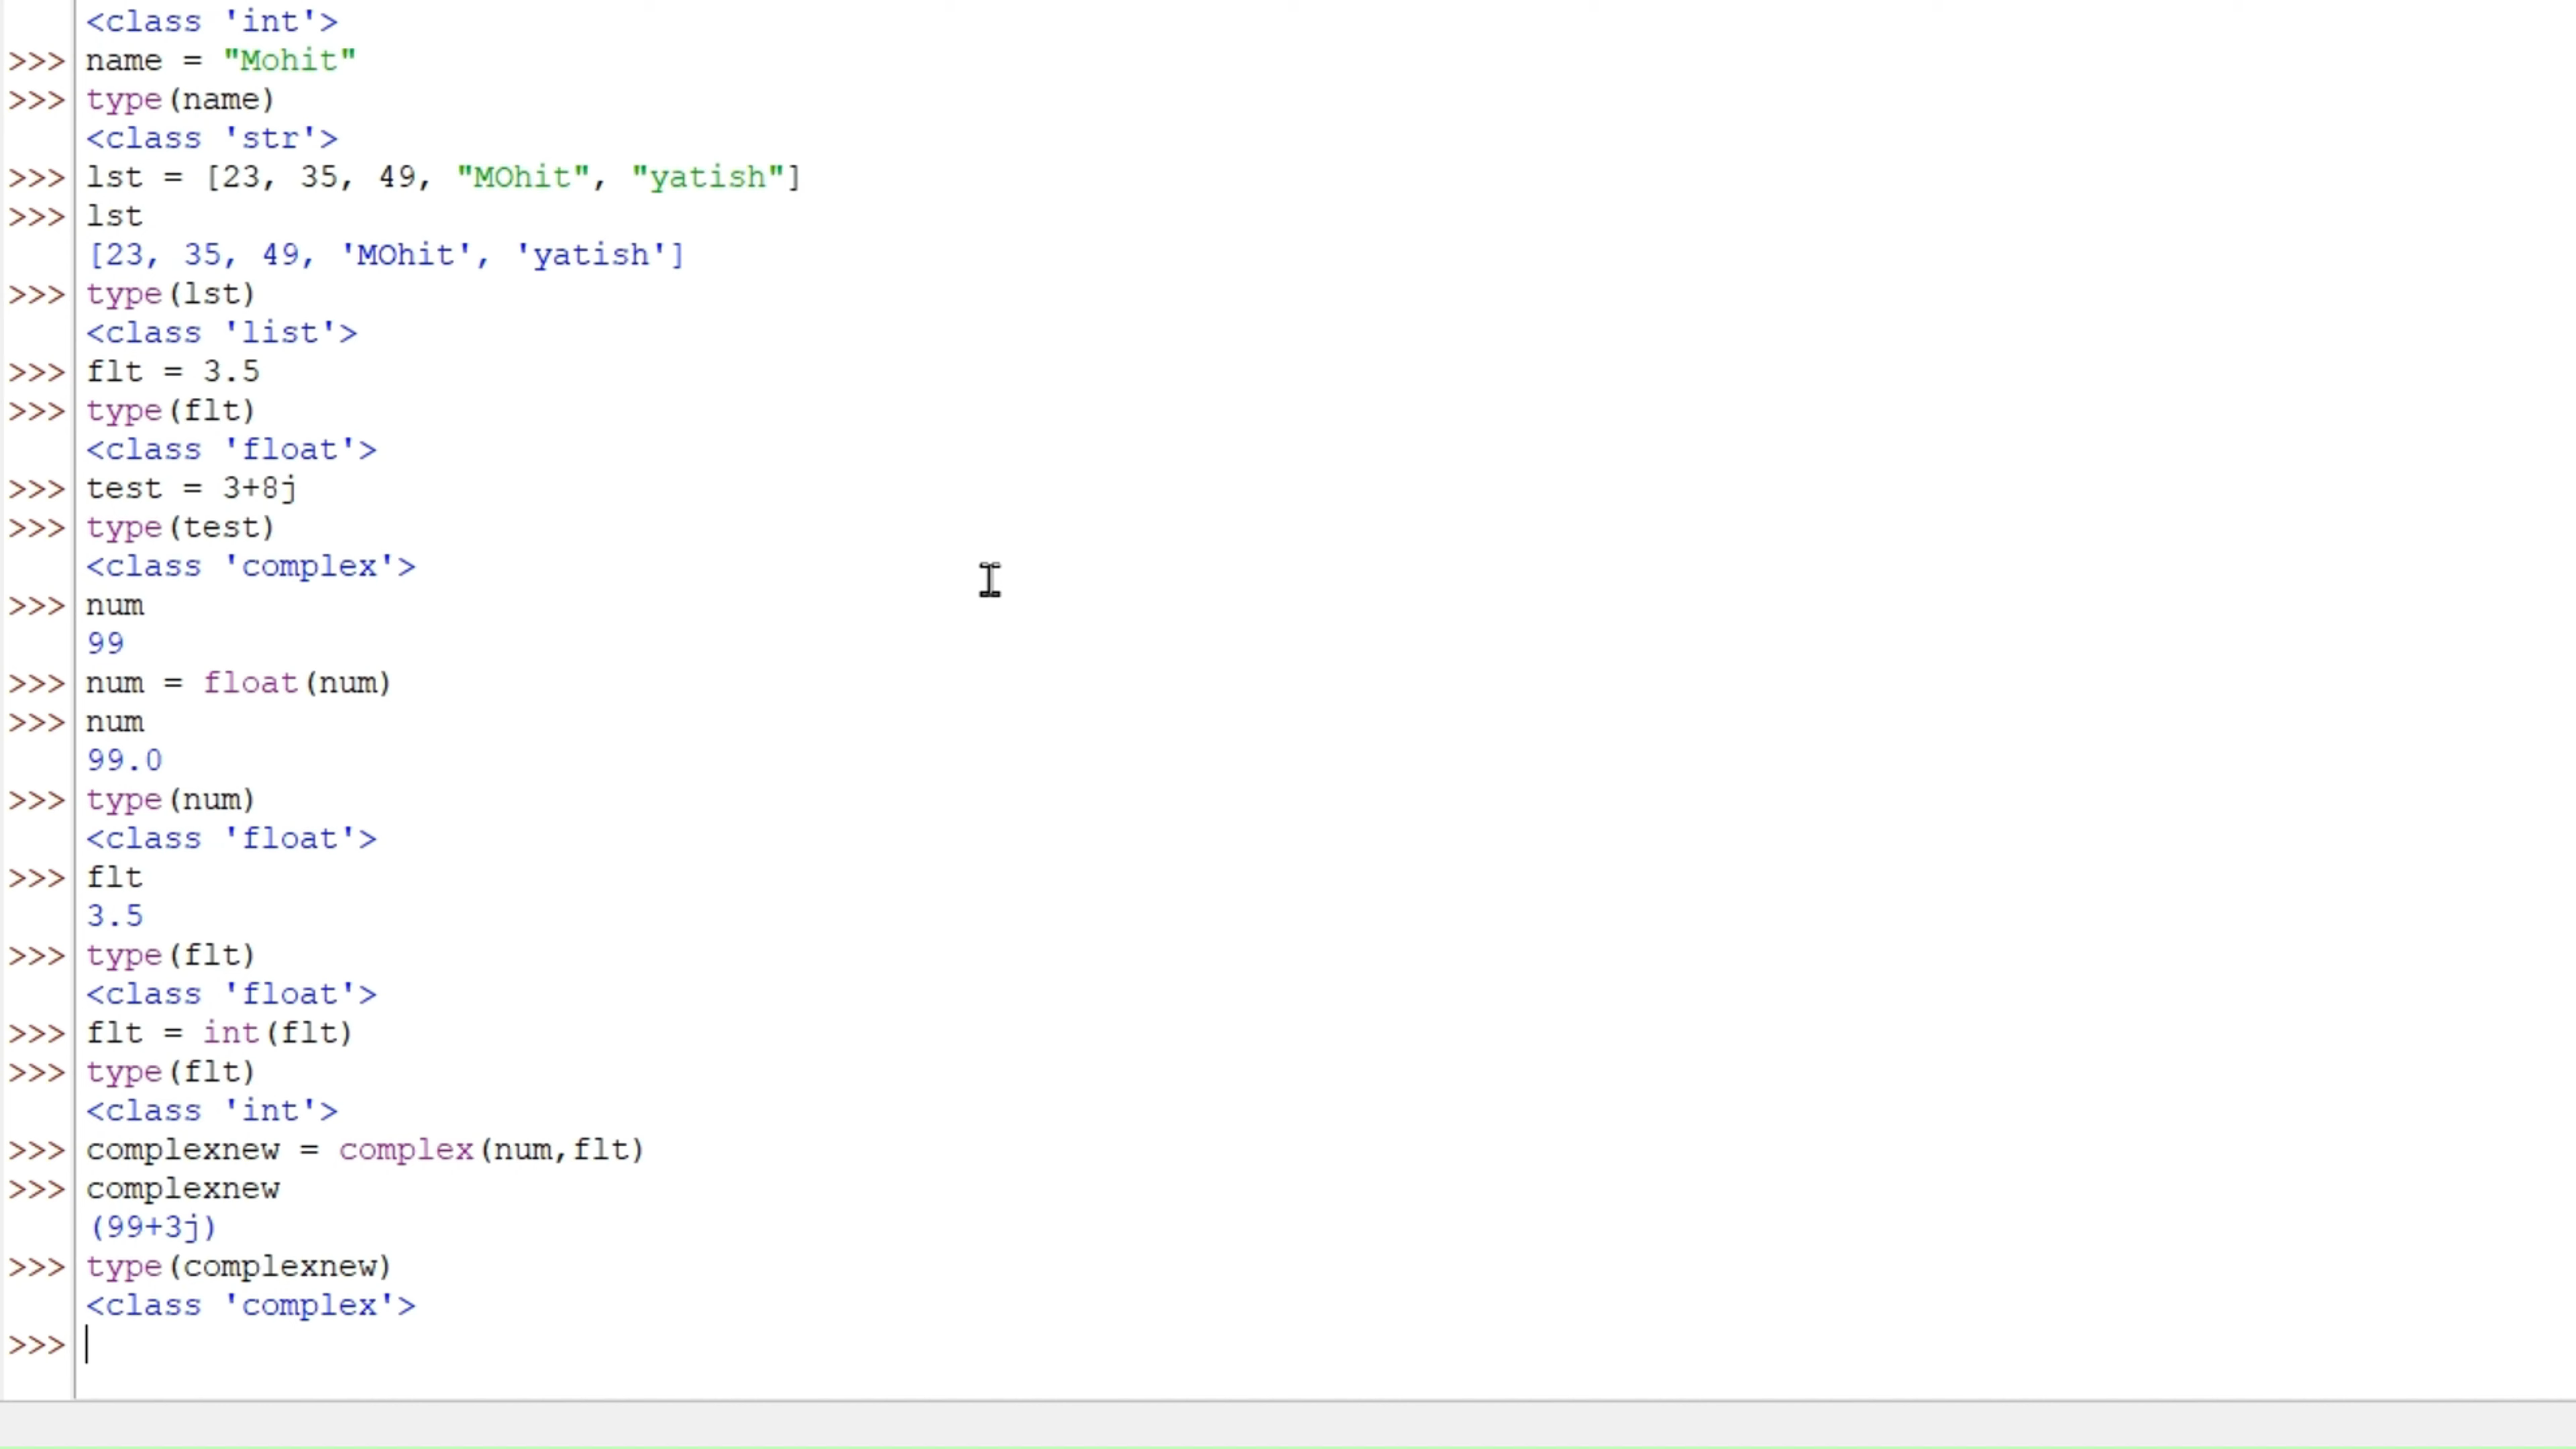 <class 'int'>
>>> name = "Mohit"
>>> type(name)
<class 'str'>
>>> lst = [23, 35, 49, "MOhit", "yatish"]
>>> lst
[23, 35, 49, 'MOhit', 'yatish']
>>> type(lst)
<class 'list'>
>>> flt = 3.5
>>> type(flt)
<class 'float'>
>>> test = 3+8j
>>> type(test)
<class 'complex'>
>>> num
99
>>> num = float(num)
>>> num
99.0
>>> type(num)
<class 'float'>
>>> flt
3.5
>>> type(flt)
<class 'float'>
>>> flt = int(flt)
>>> type(flt)
<class 'int'>
>>> complexnew = complex(num,flt)
>>> complexnew
(99+3j)
>>> type(complexnew)
<class 'complex'>
>>>